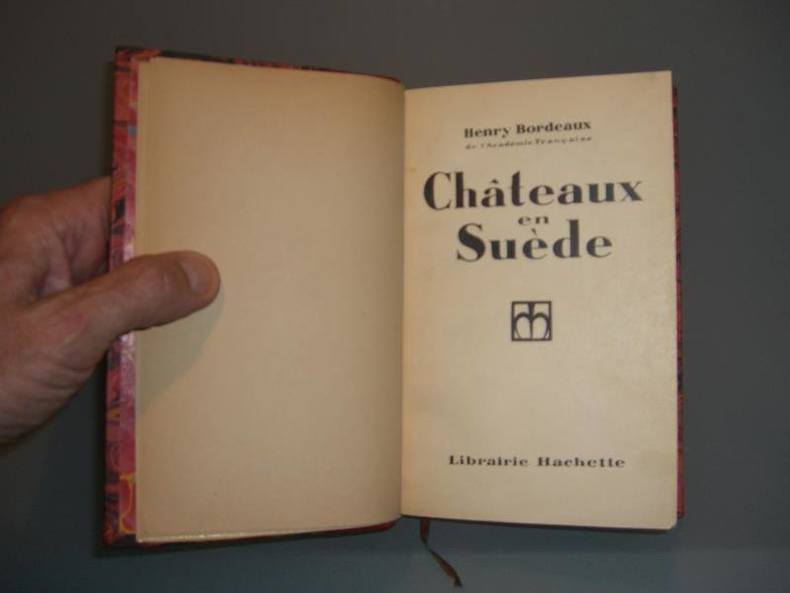 Henry Bordeaux
de l'Académie Française
Châteaux
en
Suède
Librairie Hachette